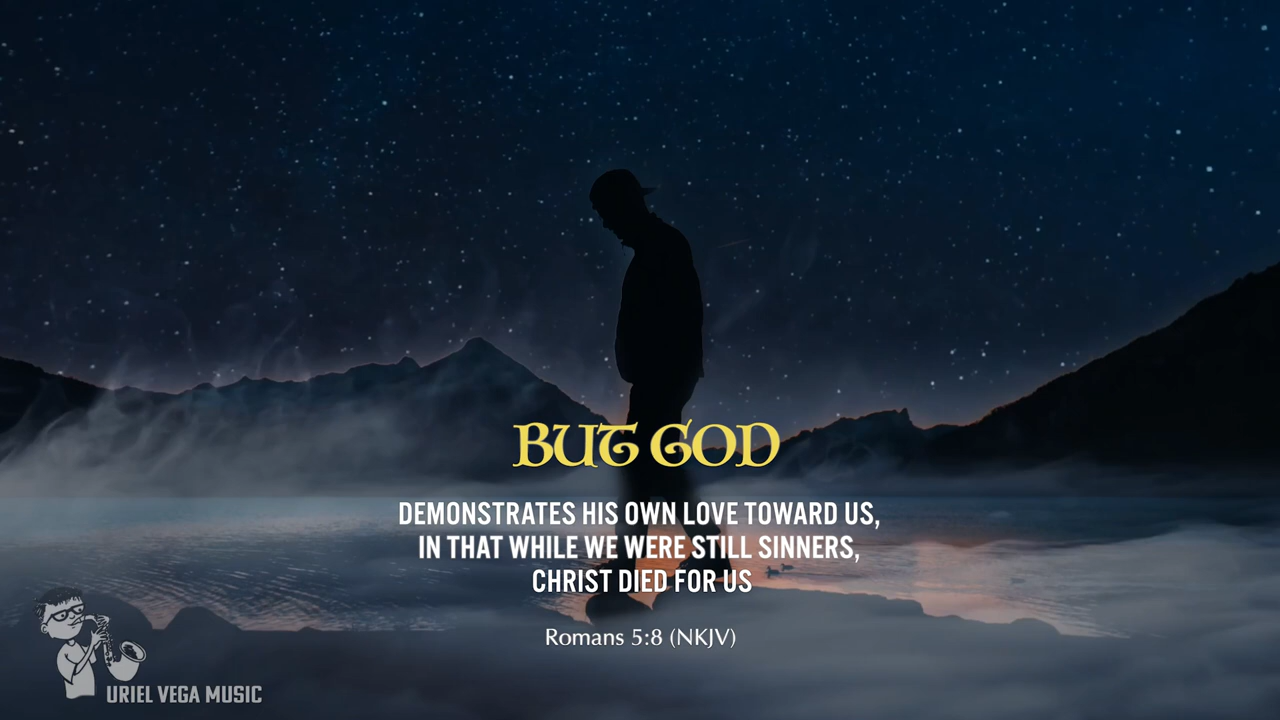 BUT GOD
DEMONSTRATES HIS OWN LOVE TOWARD US,
IN THAT WHILE WE WERE STILL SINNERS,
CHRIST DIED FOR US
Romans 5:8 (NKJV)
URIEL VEGA MUSIC